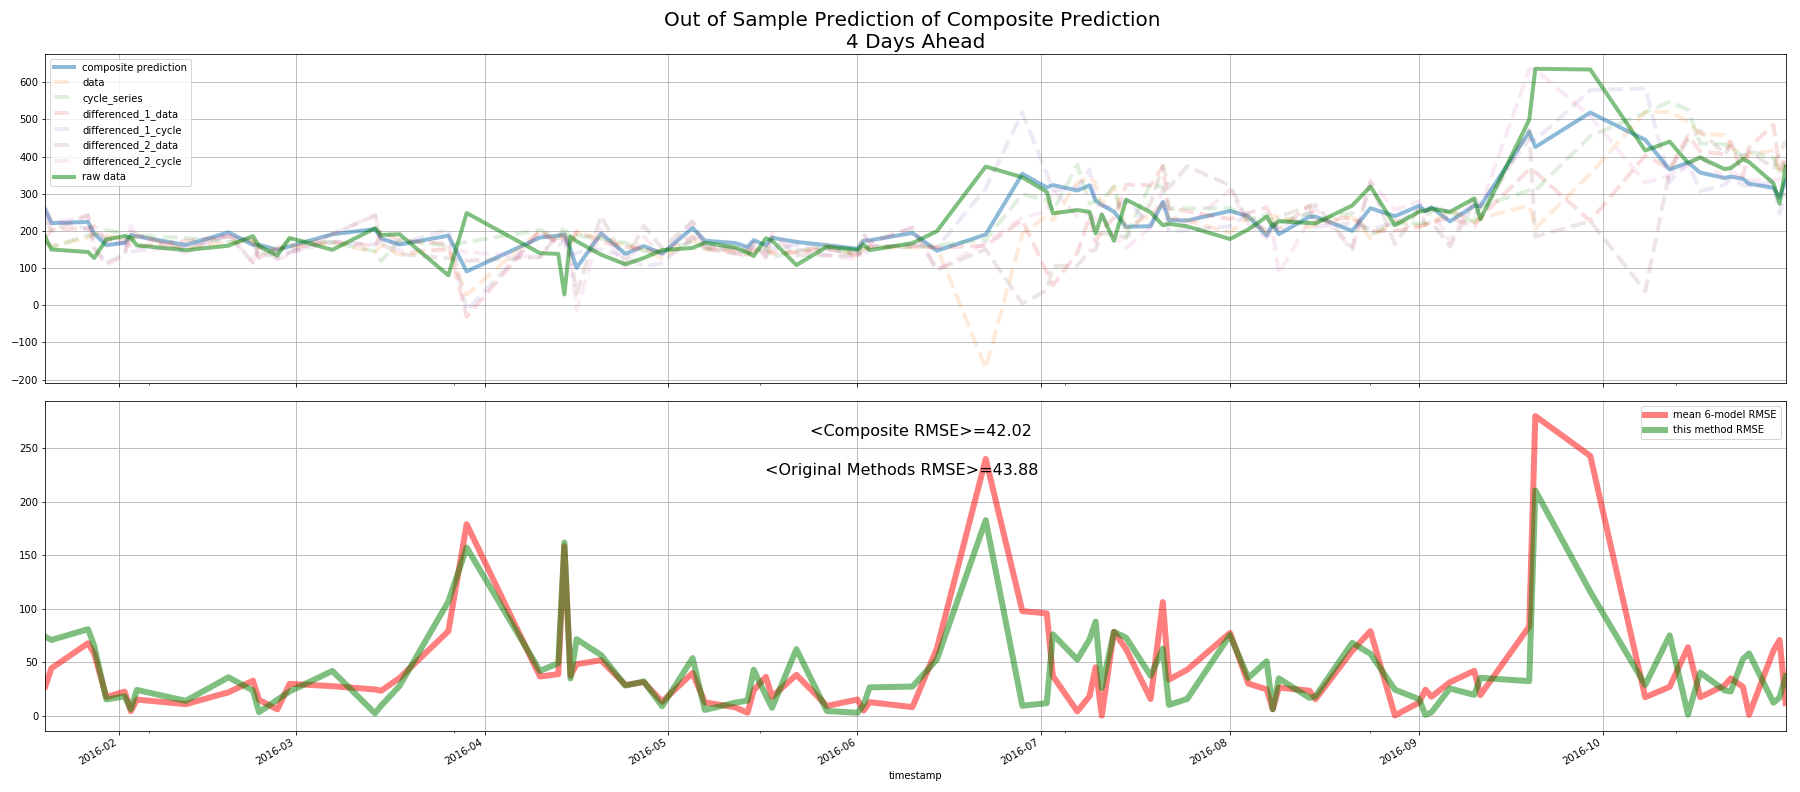 Out of Sample Prediction of Composite Prediction
4 Days Ahead
composite prediction
data
cycle_series
differenced_1_data
differenced_1_cycle
differenced_2_data
differenced_2_cycle
raw data
600
500
400
300
200
100
0
−100
−200
<Composite RMSE>=42.02
<Original Methods RMSE>=43.88
mean 6-model RMSE
this method RMSE
250
200
150
100
50
0
2016-02
2016-03
2016-04
2016-05
2016-06
2016-07
2016-08
2016-09
2016-10
timestamp